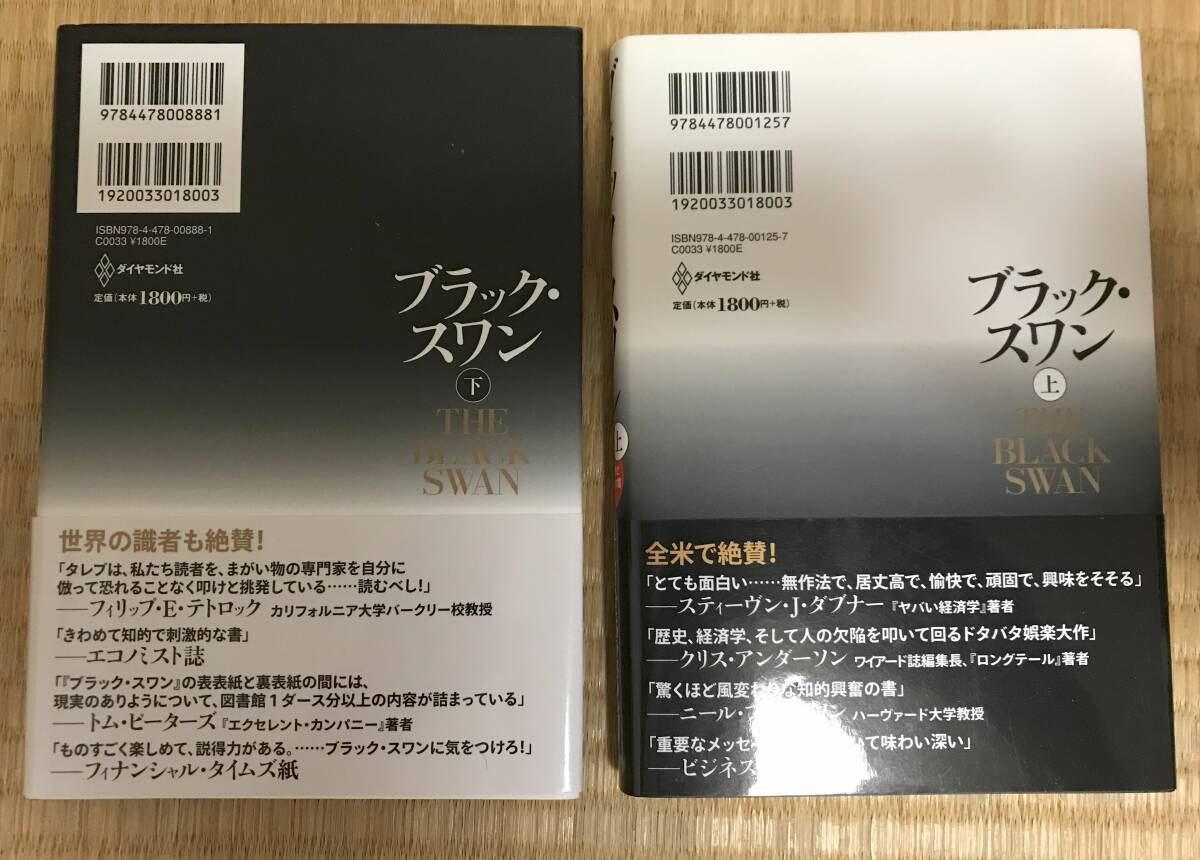 9784478008881
1920033018003
ISBN978-4-478-00888-1
C0033 ¥1800E
ダイヤモンド社
定価(本体1800円+税)
ブラック・
スワン
下
THE
BLACK
SWAN
世界の識者も絶賛!
「タレブは、私たち読者を、まがい物の専門家を自分に
倣って恐れることなく叩けと挑発している……読むべし!」
——フィリップ・E・テトロック カリフォルニア大学バークリー校教授
「きわめて知的で刺激的な書」
——エコノミスト誌
「『ブラック・スワン』の表表紙と裏表紙の間には、
現実のありようについて、図書館1ダース分以上の内容が詰まっている」
——トム・ピーターズ 『エクセレント・カンパニー』著者
「ものすごく楽しめて、説得力がある。……ブラック・スワンに気をつけろ!」
——フィナンシャル・タイムズ紙
上
9784478001257
1920033018003
ISBN978-4-478-00125-7
C0033 ¥1800E
ダイヤモンド社
定価(本体1800円+税)
ブラック・
スワン
上
THE
BLACK
SWAN
全米で絶賛!
「とても面白い……無作法で、居丈高で、愉快で、頑固で、興味をそそる」
——スティーヴン・J・ダブナー 『ヤバい経済学』著者
「歴史、経済学、そして人の欠陥を叩いて回るドタバタ娯楽大作」
——クリス・アンダーソン ワイアード誌編集長、『ロングテール』著者
「驚くほど風変わりな知的興奮の書」
——ニール・ ン ハーヴァード大学教授
「重要なメッセ て味わい深い」
——ビジネス